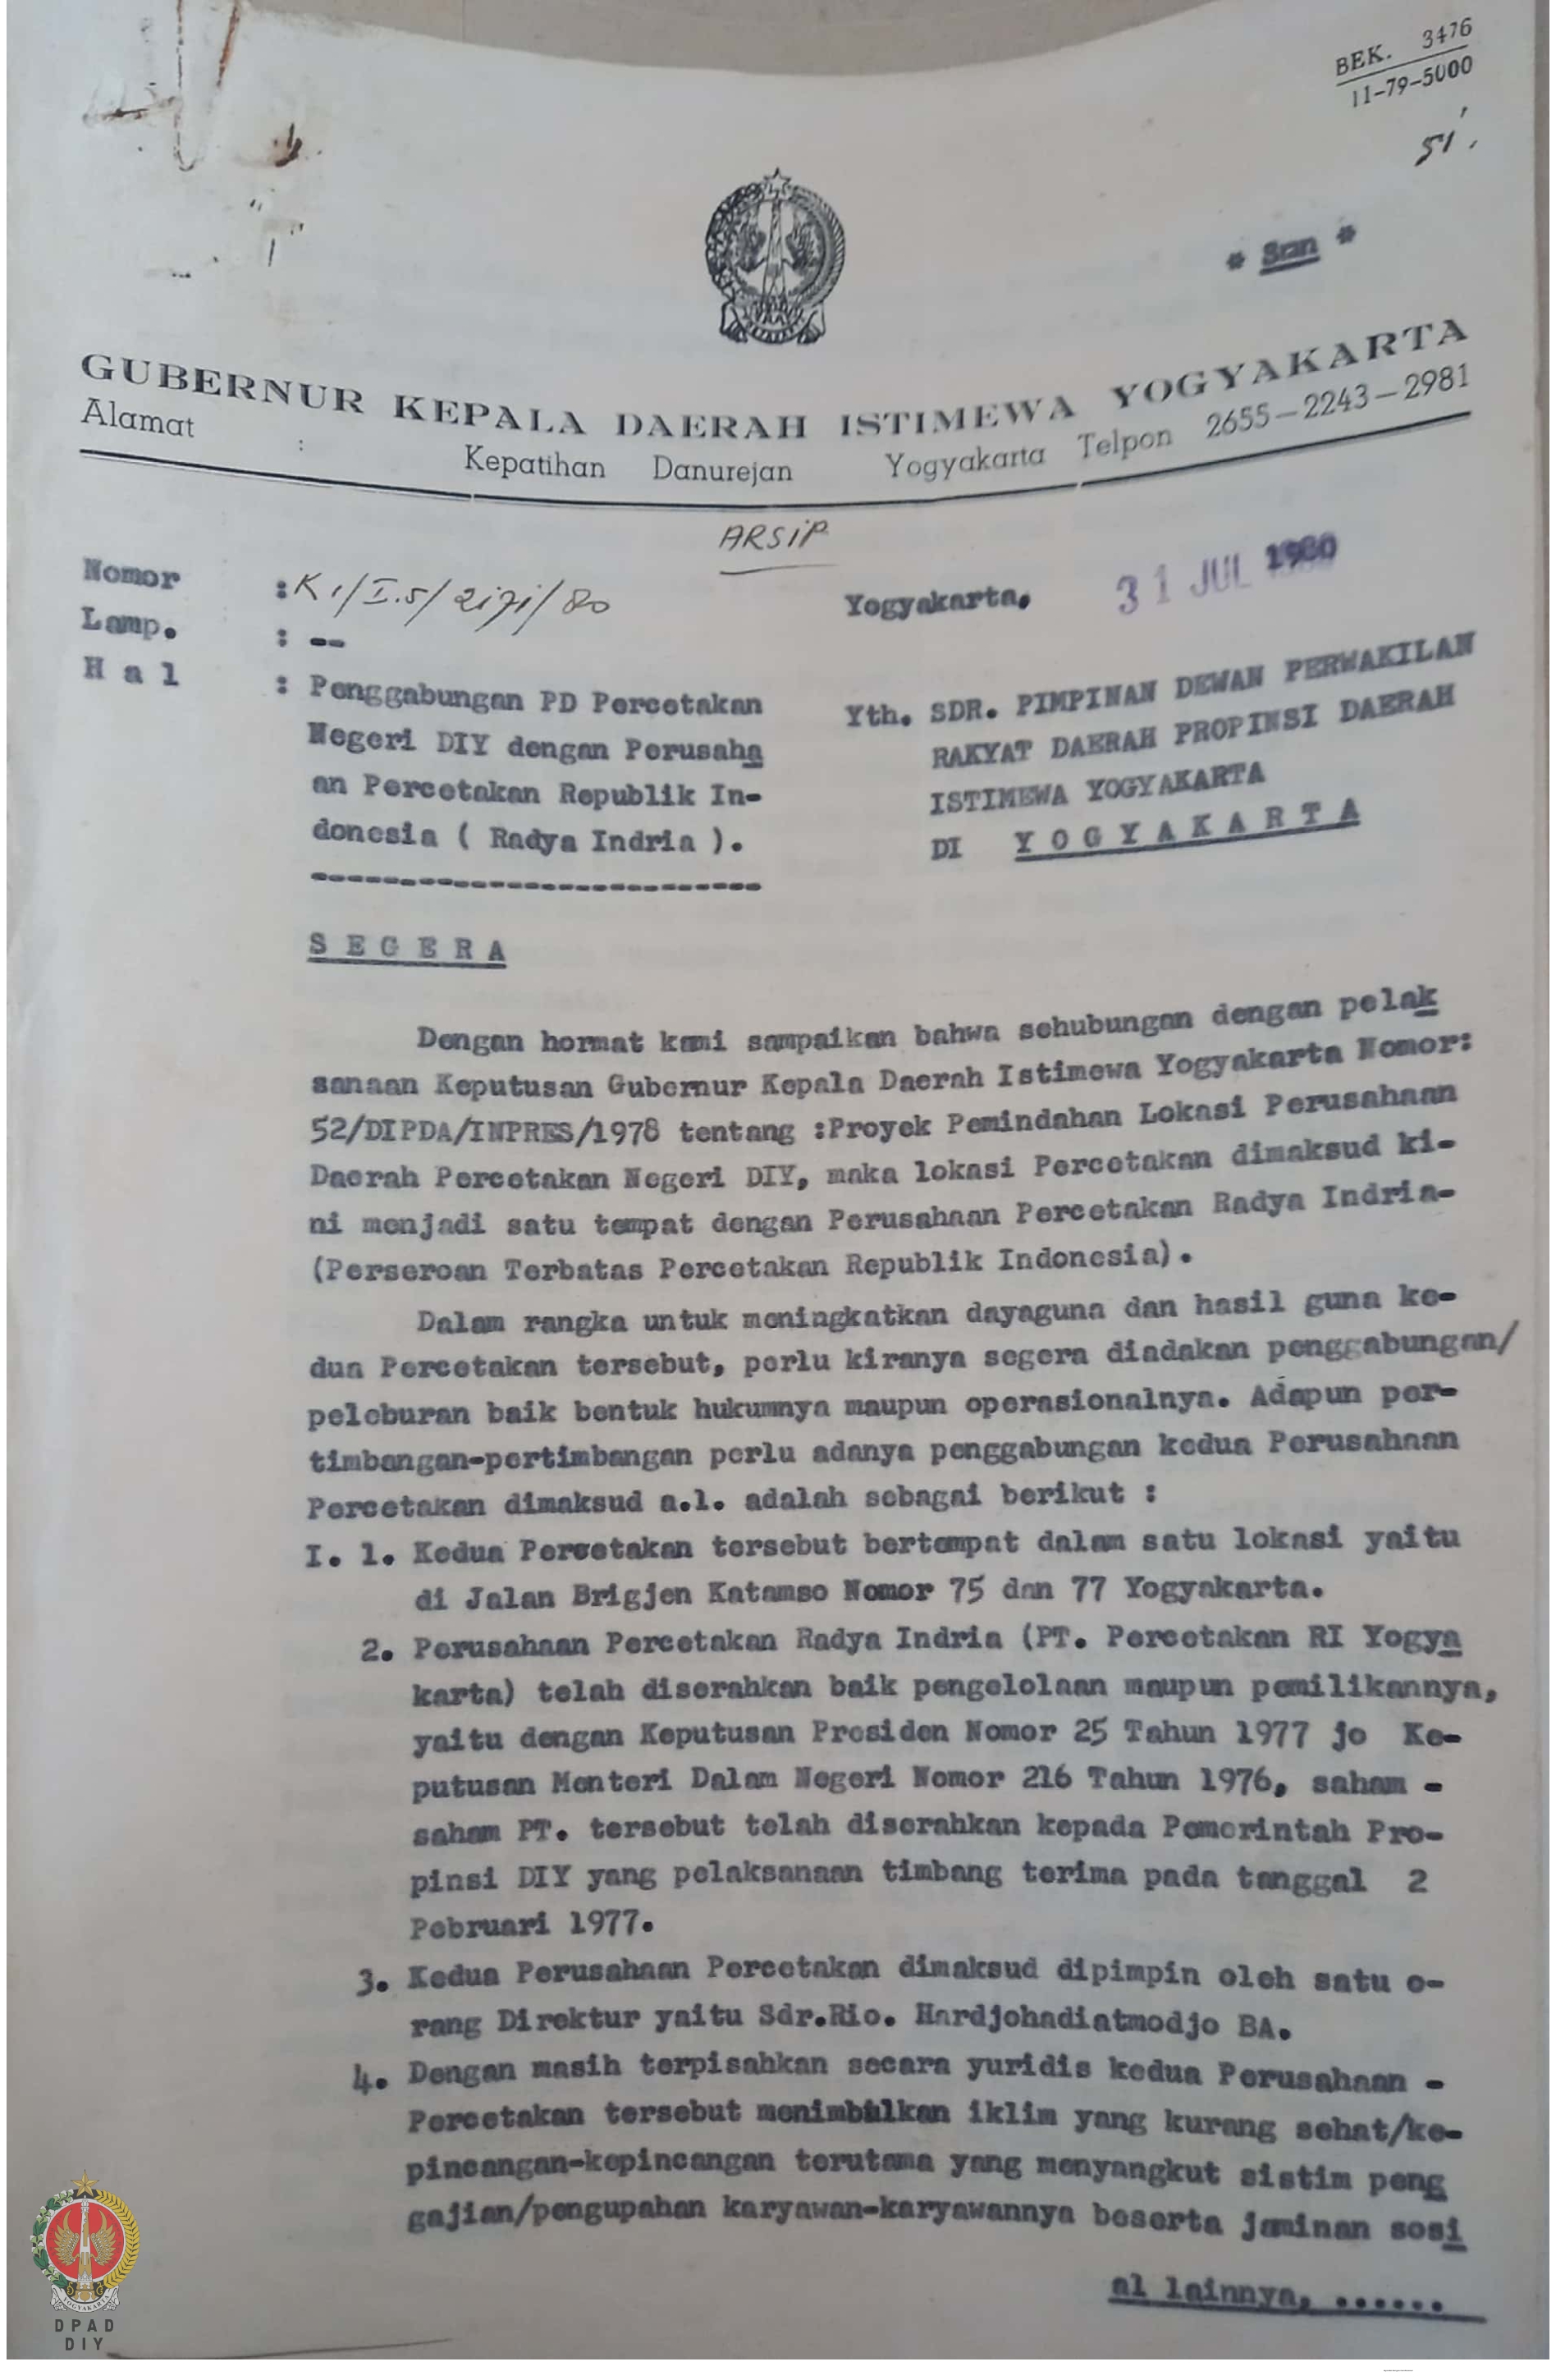 BEK. 3476
11-79-5000
51'.
* Sran *
GUBERNUR KEPALA DAERAH ISTIMEWA YOGYAKARTA
Alamat : Kepatihan Danurejan Yogyakarta Telpon 2655-2243-2981
ARSIP
Nomor :K1/I.5/ /80
Yogyakarta, 31 JUL 1980
Lamp. : --
H a l : Penggabungan PD Percetakan
Negeri DIY dengan Perusaha
an Percetakan Republik In-
donesia ( Radya Indria ).
--------------------------
Yth. SDR. PIMPINAN DEWAN PERWAKILAN
RAKYAT DAERAH PROPINSI DAERAH
ISTIMEWA YOGYAKARTA
DI Y O G Y A K A R T A
S E G E R A
Dengan hormat kami sampaikan bahwa sehubungan dengan pelak
sanaan Keputusan Gubernur Kepala Daerah Istimewa Yogyakarta Nomor:
52/DIPDA/INPRES/1978 tentang :Proyek Pemindahan Lokasi Perusahaan
Daerah Percetakan Negeri DIY, maka lokasi Percetakan dimaksud ki-
ni menjadi satu tempat dengan Perusahaan Percetakan Radya Indria-
(Perseroan Terbatas Percetakan Republik Indonesia).
Dalam rangka untuk meningkatkan dayaguna dan hasil guna ke-
dua Percetakan tersebut, perlu kiranya segera diadakan penggabungan/
peleburan baik bentuk hukumnya maupun operasionalnya. Adapun per-
timbangan-pertimbangan perlu adanya penggabungan kedua Perusahaan
Percetakan dimaksud a.l. adalah sebagai berikut :
I. 1. Kedua Percetakan tersebut bertempat dalam satu lokasi yaitu
di Jalan Brigjen Katamso Nomor 75 dan 77 Yogyakarta.
2. Perusahaan Percetakan Radya Indria (PT. Percetakan RI Yogya
karta) telah diserahkan baik pengelolaan maupun pemilikannya,
yaitu dengan Keputusan Presiden Nomor 25 Tahun 1977 jo Ke-
putusan Menteri Dalam Negeri Nomor 216 Tahun 1976, saham -
saham PT. tersebut telah diserahkan kepada Pemerintah Pro-
pinsi DIY yang pelaksanaan timbang terima pada tanggal 2
Pebruari 1977.
3. Kedua Perusahaan Percetakan dimaksud dipimpin oleh satu o-
rang Direktur yaitu Sdr.Rio. Hardjohadiatmodjo BA.
4. Dengan masih terpisahkan secara yuridis kedua Perusahaan -
Percetakan tersebut menimbulkan iklim yang kurang sehat/ke-
pincangan-kepincangan terutama yang menyangkut sistim peng
gajian/pengupahan karyawan-karyawannya beserta jaminan sosi
al lainnya, ......
YOGYAKARTA
DPAD
DIY